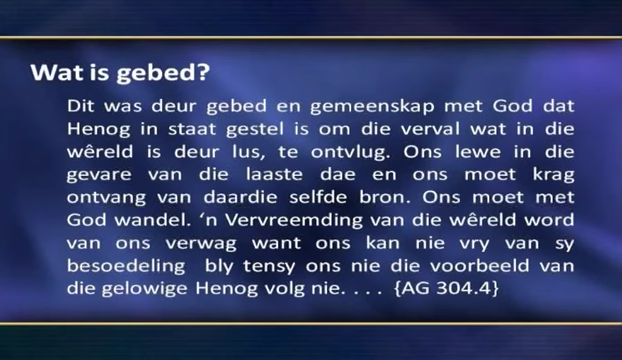 Wat is gebed?
Dit was deur gebed en gemeenskap met God dat
Henog in staat gestel is om die verval wat in die
wêreld is deur lus, te ontvlug. Ons lewe in die
gevare van die laaste dae en ons moet krag
ontvang van daardie selfde bron. Ons moet met
God wandel. ‘n Vervreemding van die wêreld word
van ons verwag want ons kan nie vry van sy
besoedeling bly tensy ons nie die voorbeeld van
die gelowige Henog volg nie. . . . {AG 304.4}